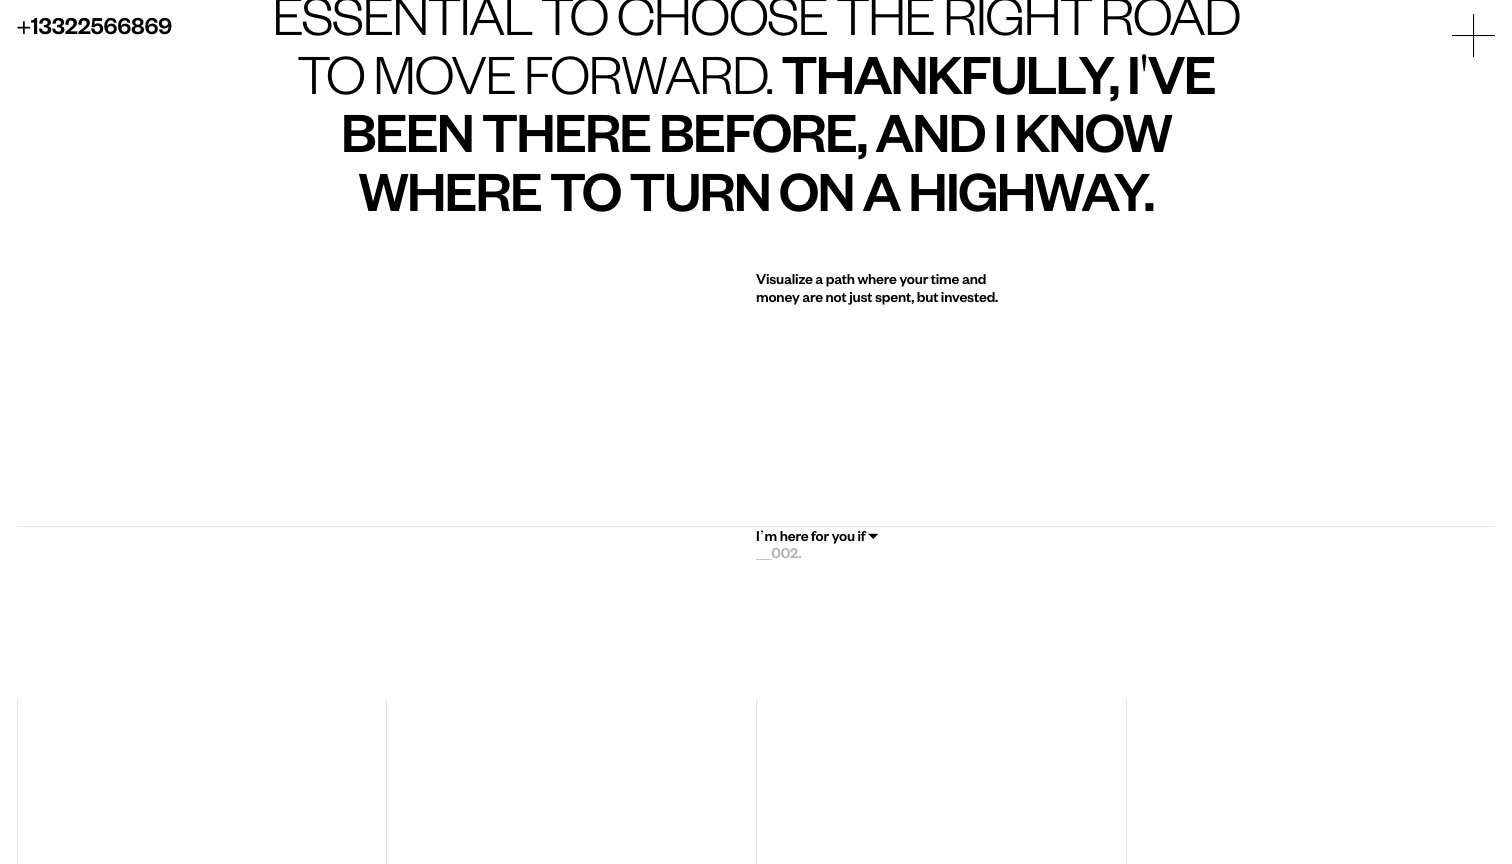 +13322566869
ESSENTIAL TO CHOOSE THE RIGHT ROAD
TO MOVE FORWARD. THANKFULLY, I'VE
BEEN THERE BEFORE, AND I KNOW
WHERE TO TURN ON A HIGHWAY.
Visualize a path where your time and
money are not just spent, but invested.
I'm here for you if
__002.